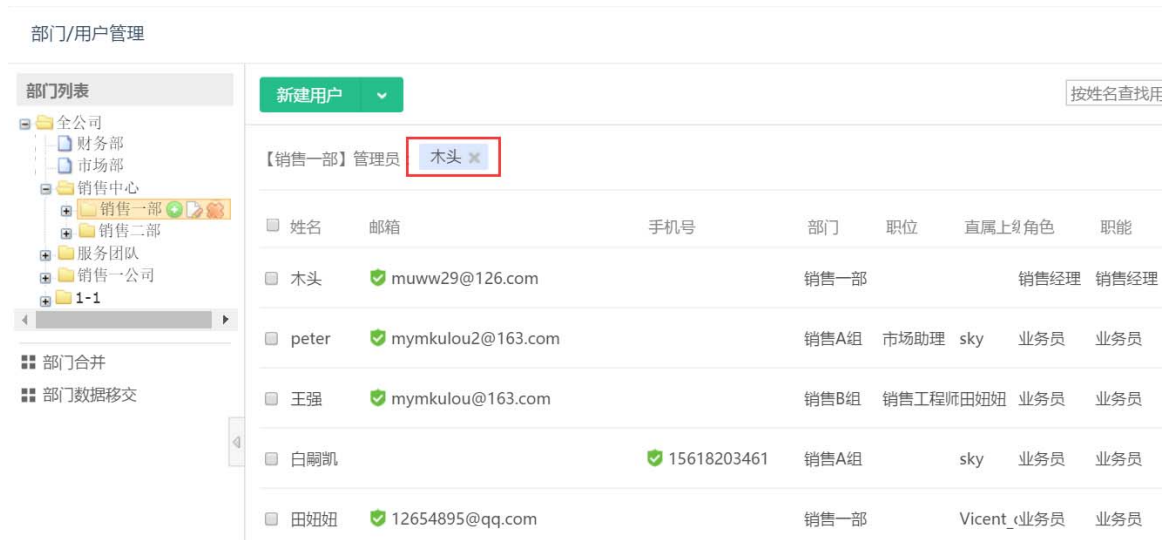 部门/用户管理
部门列表
全公司
财务部
市场部
销售中心
销售一部
销售二部
服务团队
销售一公司
1-1
部门合并
部门数据移交
新建用户
按姓名查找用
【销售一部】管理员 木头
姓名 邮箱 手机号 部门 职位 直属上 角色 职能
木头 muww29@126.com 销售一部 销售经理 销售经理
peter mymkulou2@163.com 销售A组 市场助理 sky 业务员 业务员
王强 mymkulou@163.com 销售B组 销售工程师 田妞妞 业务员 业务员
白嗣凯 15618203461 销售A组 sky 业务员 业务员
田妞妞 12654895@qq.com 销售一部 Vicent_ 业务员 业务员